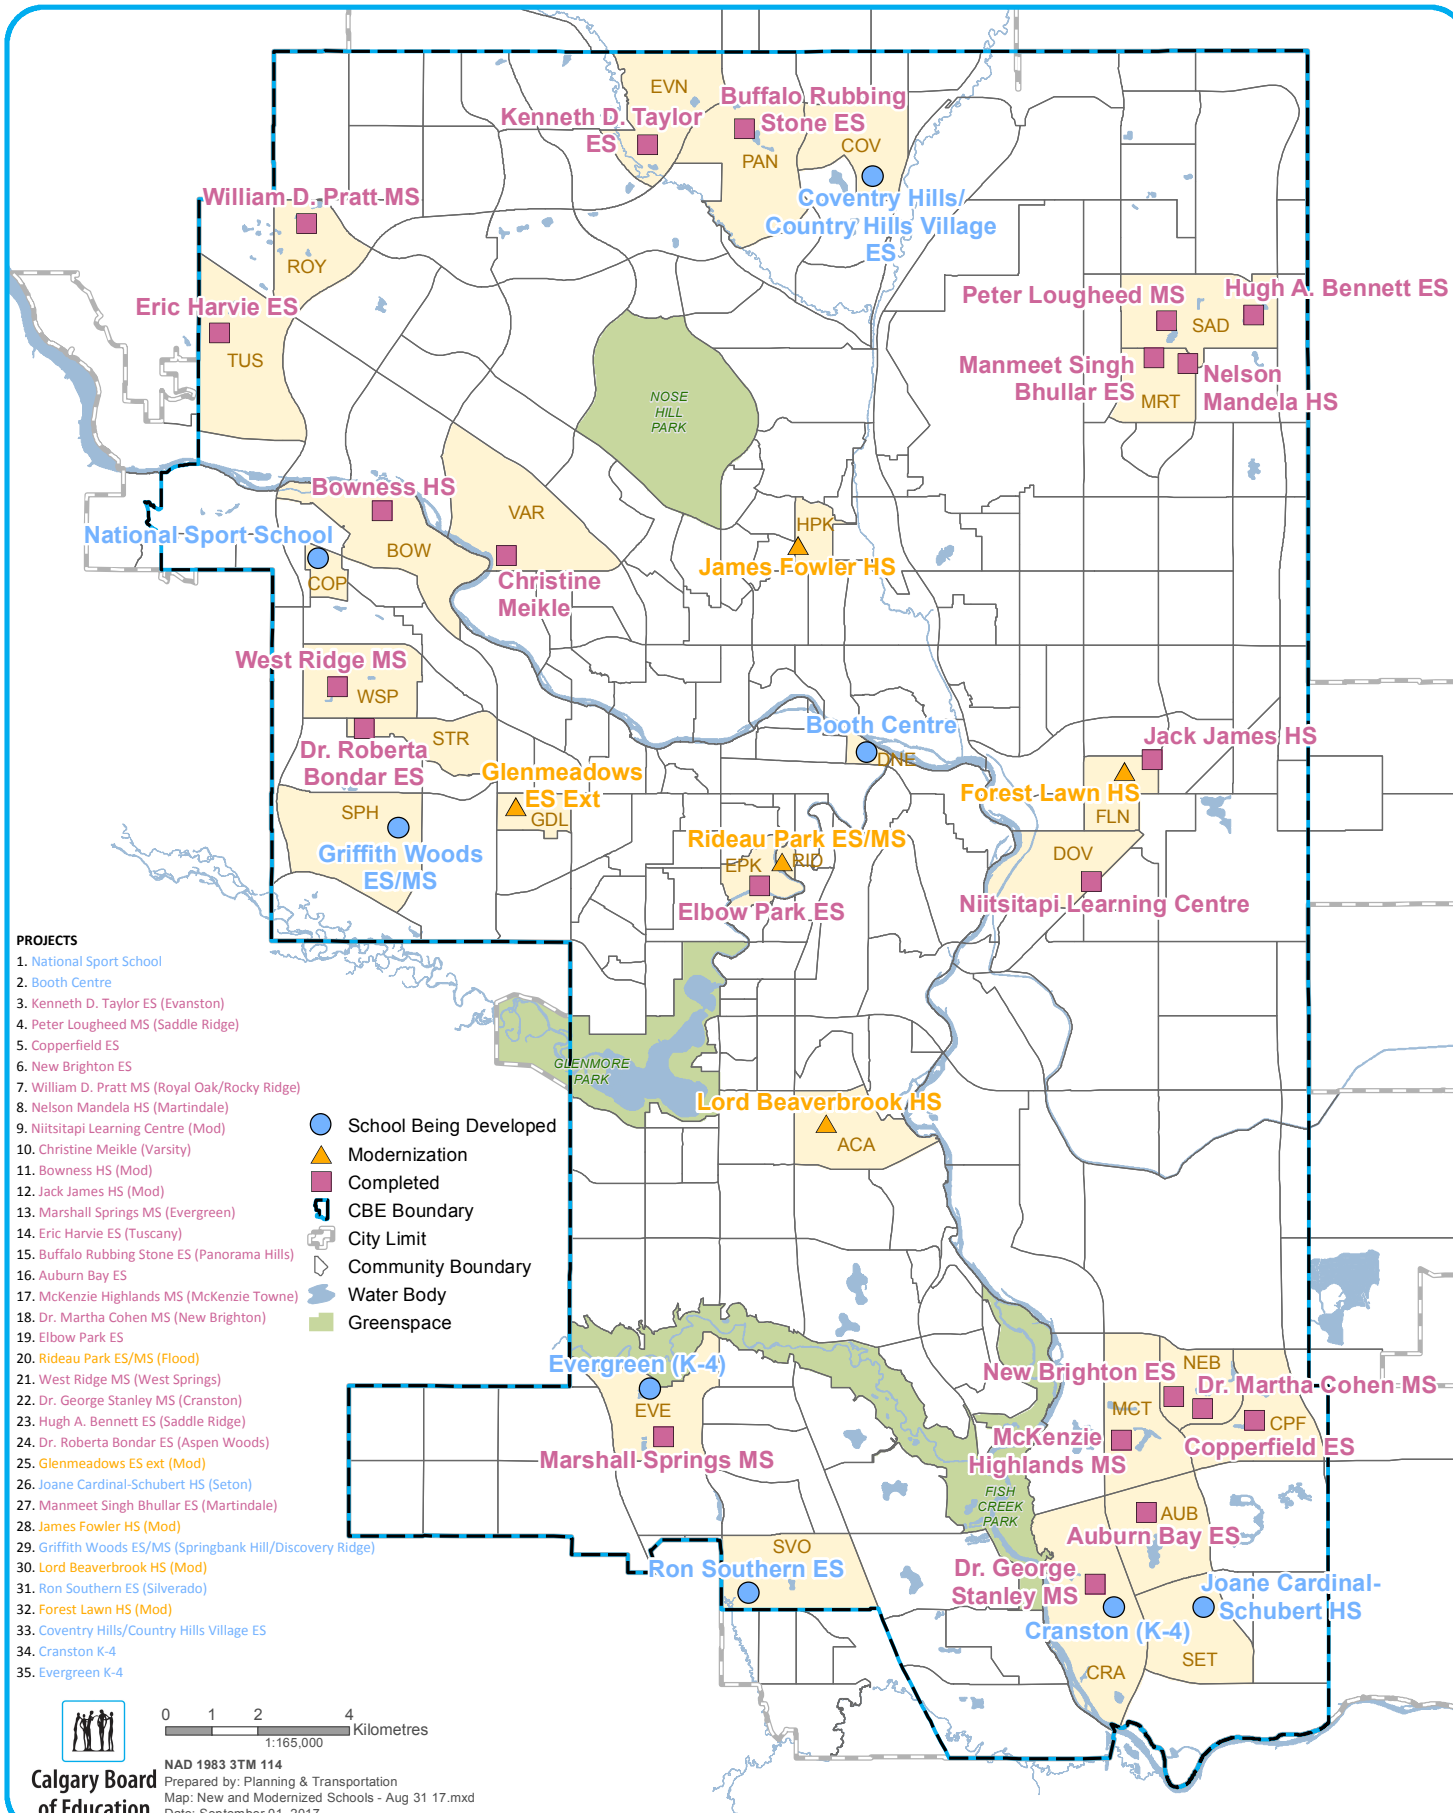 EVN
Buffalo Rubbing
Stone ES
Kenneth D. Taylor
ES
PAN
COV
Coventry Hills/
Country Hills Village
ES
William D. Pratt MS
ROY
Eric Harvie ES
TUS
Peter Lougheed MS
Hugh A. Bennett ES
SAD
Manmeet Singh
Bhullar ES
Nelson
Mandela HS
MRT
NOSE
HILL
PARK
Bowness HS
VAR
National Sport School
BOW
COP
Christine
Meikle
HPK
James Fowler HS
West Ridge MS
WSP
STR
Dr. Roberta
Bondar ES
Booth Centre
DNE
Jack James HS
Glenmeadows
ES Ext
GDL
Forest Lawn HS
FLN
SPH
Griffith Woods
ES/MS
Rideau Park ES/MS
EPK
RID
Elbow Park ES
DOV
Niitsitapi Learning Centre
GLENMORE
PARK
Lord Beaverbrook HS
ACA
PROJECTS
1. National Sport School
2. Booth Centre
3. Kenneth D. Taylor ES (Evanston)
4. Peter Lougheed MS (Saddle Ridge)
5. Copperfield ES
6. New Brighton ES
7. William D. Pratt MS (Royal Oak/Rocky Ridge)
8. Nelson Mandela HS (Martindale)
9. Niitsitapi Learning Centre (Mod)
10. Christine Meikle (Varsity)
11. Bowness HS (Mod)
12. Jack James HS (Mod)
13. Marshall Springs MS (Evergreen)
14. Eric Harvie ES (Tuscany)
15. Buffalo Rubbing Stone ES (Panorama Hills)
16. Auburn Bay ES
17. McKenzie Highlands MS (McKenzie Towne)
18. Dr. Martha Cohen MS (New Brighton)
19. Elbow Park ES
20. Rideau Park ES/MS (Flood)
21. West Ridge MS (West Springs)
22. Dr. George Stanley MS (Cranston)
23. Hugh A. Bennett ES (Saddle Ridge)
24. Dr. Roberta Bondar ES (Aspen Woods)
25. Glenmeadows ES ext (Mod)
26. Joane Cardinal-Schubert HS (Seton)
27. Manmeet Singh Bhullar ES (Martindale)
28. James Fowler HS (Mod)
29. Griffith Woods ES/MS (Springbank Hill/Discovery Ridge)
30. Lord Beaverbrook HS (Mod)
31. Ron Southern ES (Silverado)
32. Forest Lawn HS (Mod)
33. Coventry Hills/Country Hills Village ES
34. Cranston K-4
35. Evergreen K-4
School Being Developed
Modernization
Completed
CBE Boundary
City Limit
Community Boundary
Water Body
Greenspace
Evergreen (K-4)
EVE
Marshall Springs MS
New Brighton ES
NEB
Dr. Martha Cohen MS
MCT
CPF
McKenzie
Highlands MS
Copperfield ES
FISH
CREEK
PARK
AUB
Auburn Bay ES
SVO
Ron Southern ES
Dr. George
Stanley MS
Joane Cardinal-
Schubert HS
Cranston (K-4)
CRA
SET
0 1 2 4
Kilometres
1:165,000
Calgary Board
of Education
NAD 1983 3TM 114
Prepared by: Planning & Transportation
Map: New and Modernized Schools - Aug 31 17.mxd
Date: September 01, 2017